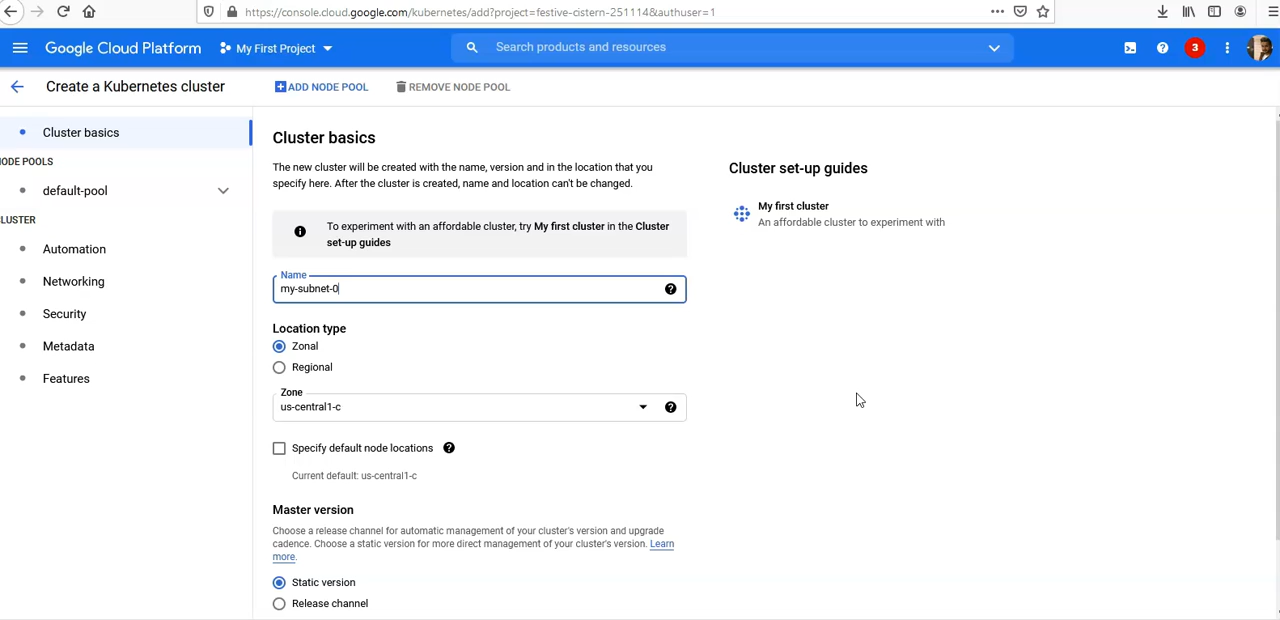 https://console.cloud.google.com/kubernetes/add?project=festive-cistern-251114&authuser=1
Google Cloud Platform
My First Project
Search products and resources
3
Create a Kubernetes cluster
ADD NODE POOL
REMOVE NODE POOL
Cluster basics
ODE POOLS
default-pool
LUSTER
Automation
Networking
Security
Metadata
Features
Cluster basics
The new cluster will be created with the name, version and in the location that you
specify here. After the cluster is created, name and location can't be changed.
To experiment with an affordable cluster, try My first cluster in the Cluster
set-up guides
Name
my-subnet-0
Location type
Zonal
Regional
Zone
us-central1-c
Specify default node locations
Current default: us-central1-c
Master version
Choose a release channel for automatic management of your cluster's version and upgrade
cadence. Choose a static version for more direct management of your cluster's version. Learn
more.
Static version
Release channel
Cluster set-up guides
My first cluster
An affordable cluster to experiment with